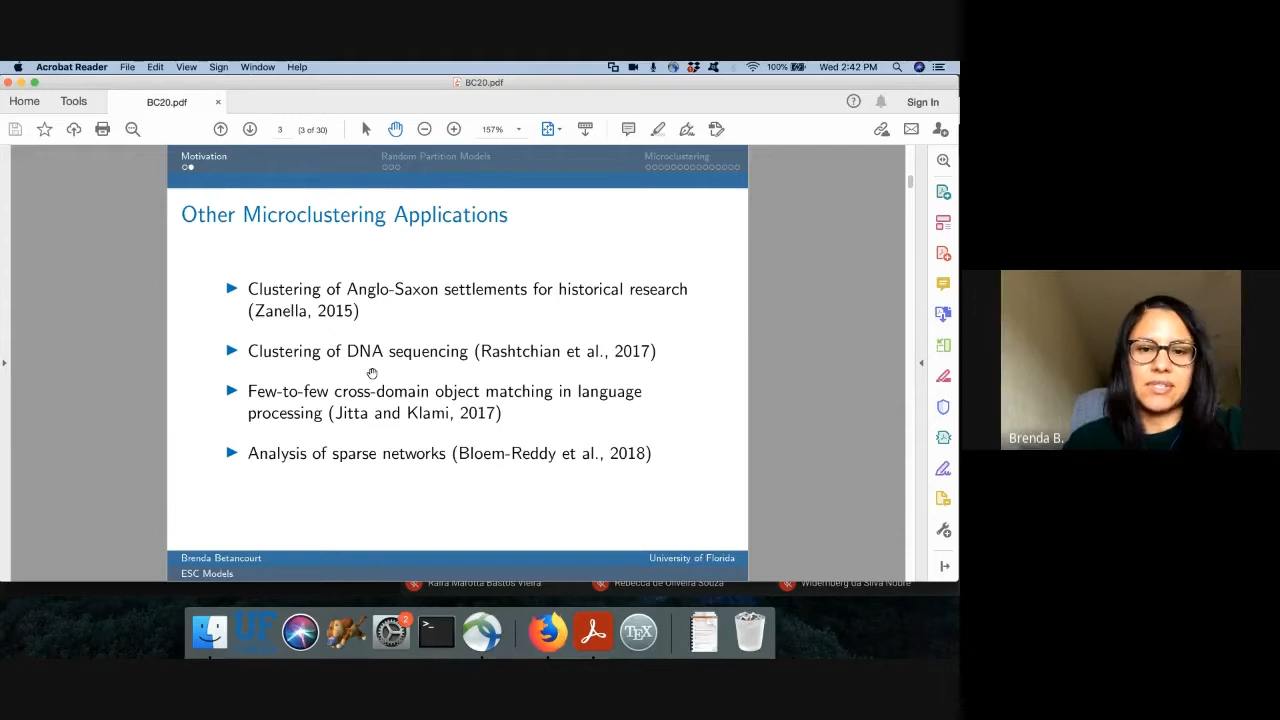 Acrobat Reader File Edit View Sign Window Help 100% Wed 2:42 PM
BC20.pdf
Home Tools BC20.pdf × Sign In
3 (3 of 30) 157%
Motivation Random Partition Models Microclustering
Other Microclustering Applications
Clustering of Anglo-Saxon settlements for historical research
(Zanella, 2015)
Clustering of DNA sequencing (Rashtchian et al., 2017)
Few-to-few cross-domain object matching in language
processing (Jitta and Klami, 2017)
Analysis of sparse networks (Bloem-Reddy et al., 2018)
Brenda B.
Brenda Betancourt University of Florida
ESC Models
Raira Marotta Bastos Vieira Rebecca de Oliveira Souza Widemberg da Silva Nobre
2
UF
TEX